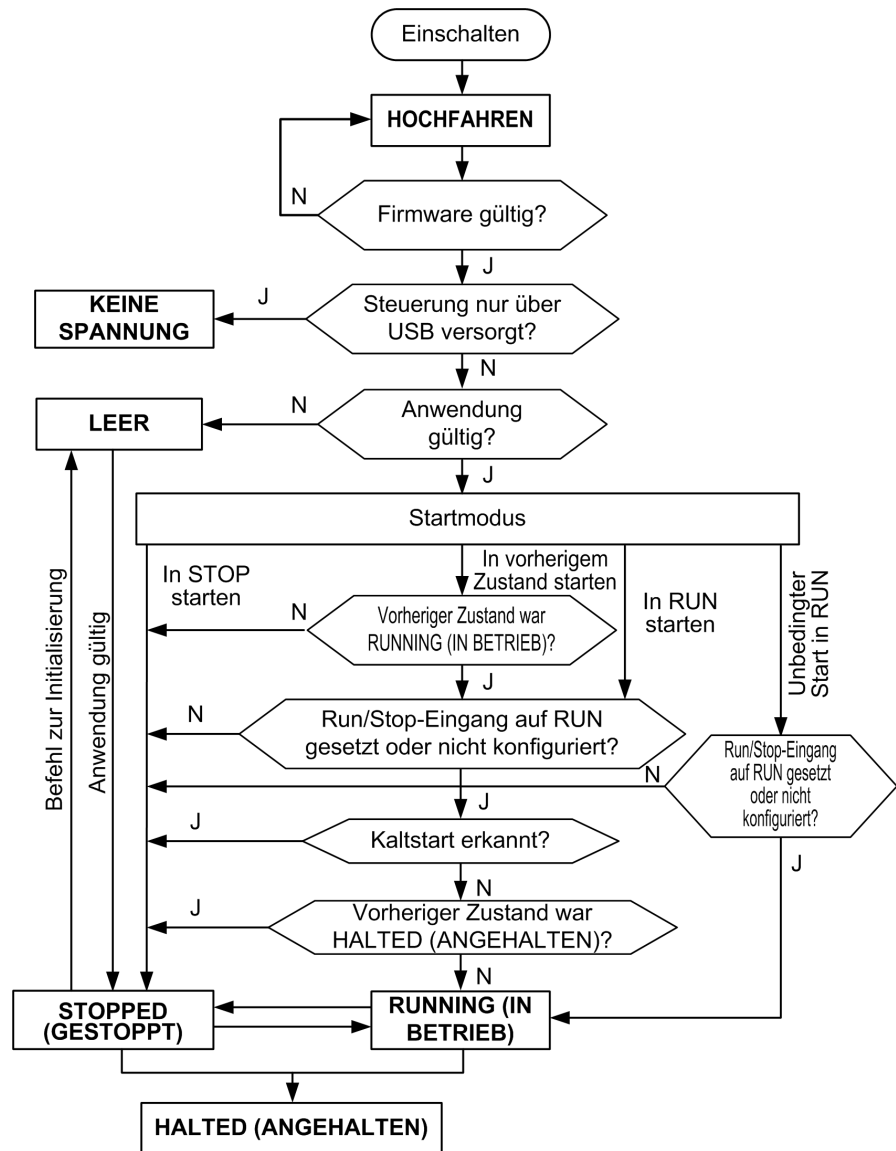 Einschalten
HOCHFAHREN
N
Firmware gültig?
J
KEINE
SPANNUNG
J
Steuerung nur über
USB versorgt?
N
LEER
N
Anwendung
gültig?
J
Startmodus
In STOP
starten
In vorherigem
Zustand starten
In RUN
starten
Unbedingter
Start in RUN
Befehl zur Initialisierung
Anwendung gültig
N
Vorheriger Zustand war
RUNNING (IN BETRIEB)?
J
N
Run/Stop-Eingang auf RUN
gesetzt oder nicht konfiguriert?
J
N
Run/Stop-Eingang
auf RUN gesetzt
oder nicht
konfiguriert?
J
J
Kaltstart erkannt?
N
J
Vorheriger Zustand war
HALTED (ANGEHALTEN)?
N
STOPPED
(GESTOPPT)
RUNNING (IN
BETRIEB)
HALTED (ANGEHALTEN)